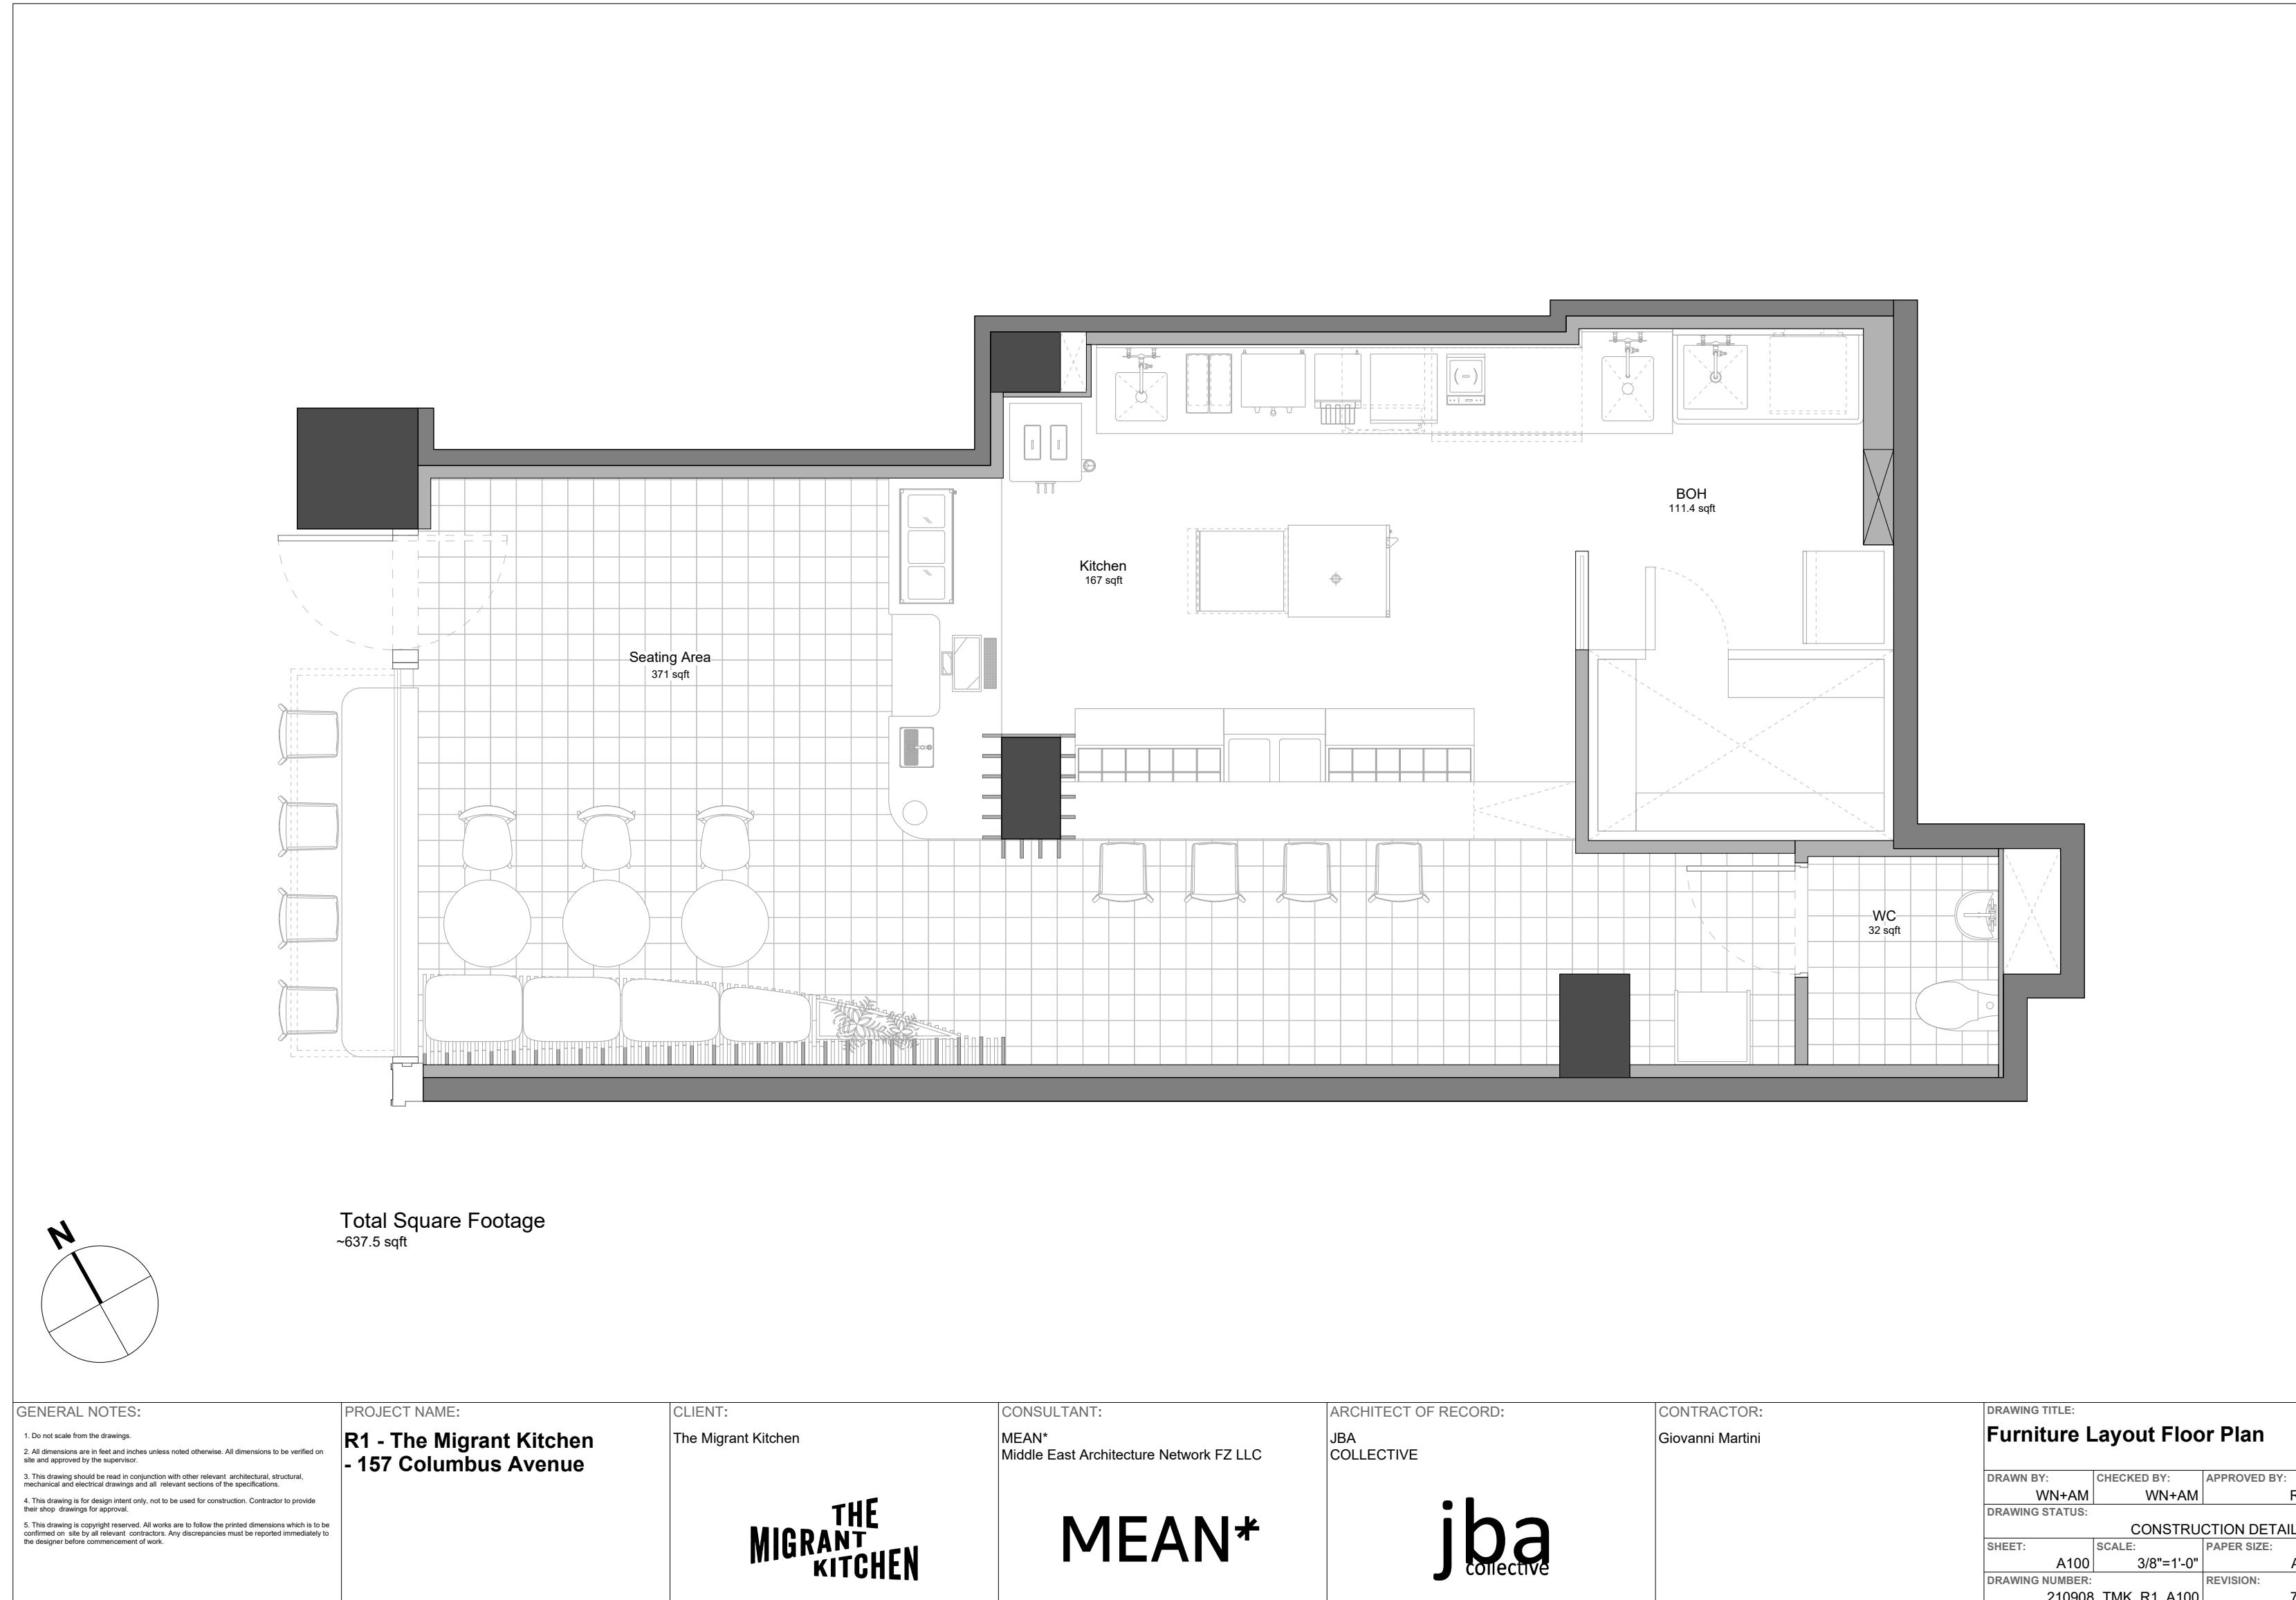 BOH
111.4 sqft
Kitchen
167 sqft
Seating Area
371 sqft
WC
32 sqft
Total Square Footage
~637.5 sqft
N
GENERAL NOTES:
1. Do not scale from the drawings.
2. All dimensions are in feet and inches unless noted otherwise. All dimensions to be verified on
site and approved by the supervisor.
3. This drawing should be read in conjunction with other relevant architectural, structural,
mechanical and electrical drawings and all relevant sections of the specifications.
4. This drawing is for design intent only, not to be used for construction. Contractor to provide
their shop drawings for approval.
5. This drawing is copyright reserved. All works are to follow the printed dimensions which is to be
confirmed on site by all relevant contractors. Any discrepancies must be reported immediately to
the designer before commencement of work.
PROJECT NAME:
R1 - The Migrant Kitchen
- 157 Columbus Avenue
CLIENT:
The Migrant Kitchen
THE
MIGRANT
KITCHEN
CONSULTANT:
MEAN*
Middle East Architecture Network FZ LLC
MEAN*
ARCHITECT OF RECORD:
JBA
COLLECTIVE
jba
collective
CONTRACTOR:
Giovanni Martini
DRAWING TITLE:
Furniture Layout Floor Plan
DRAWN BY: CHECKED BY: APPROVED BY:
WN+AM WN+AM
DRAWING STATUS:
CONSTRUCTION DETAIL
SHEET: SCALE: PAPER SIZE:
A100 3/8"=1'-0" A
DRAWING NUMBER: REVISION:
210908_TMK_R1_A100 7